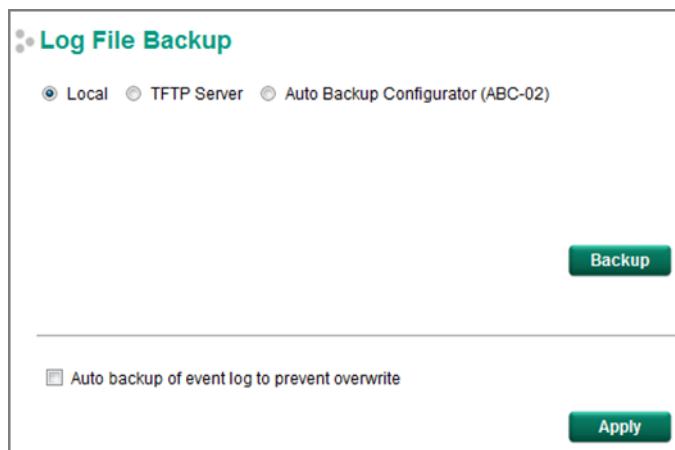 Log File Backup
Local TFTP Server Auto Backup Configurator (ABC-02)
Backup
Auto backup of event log to prevent overwrite
Apply